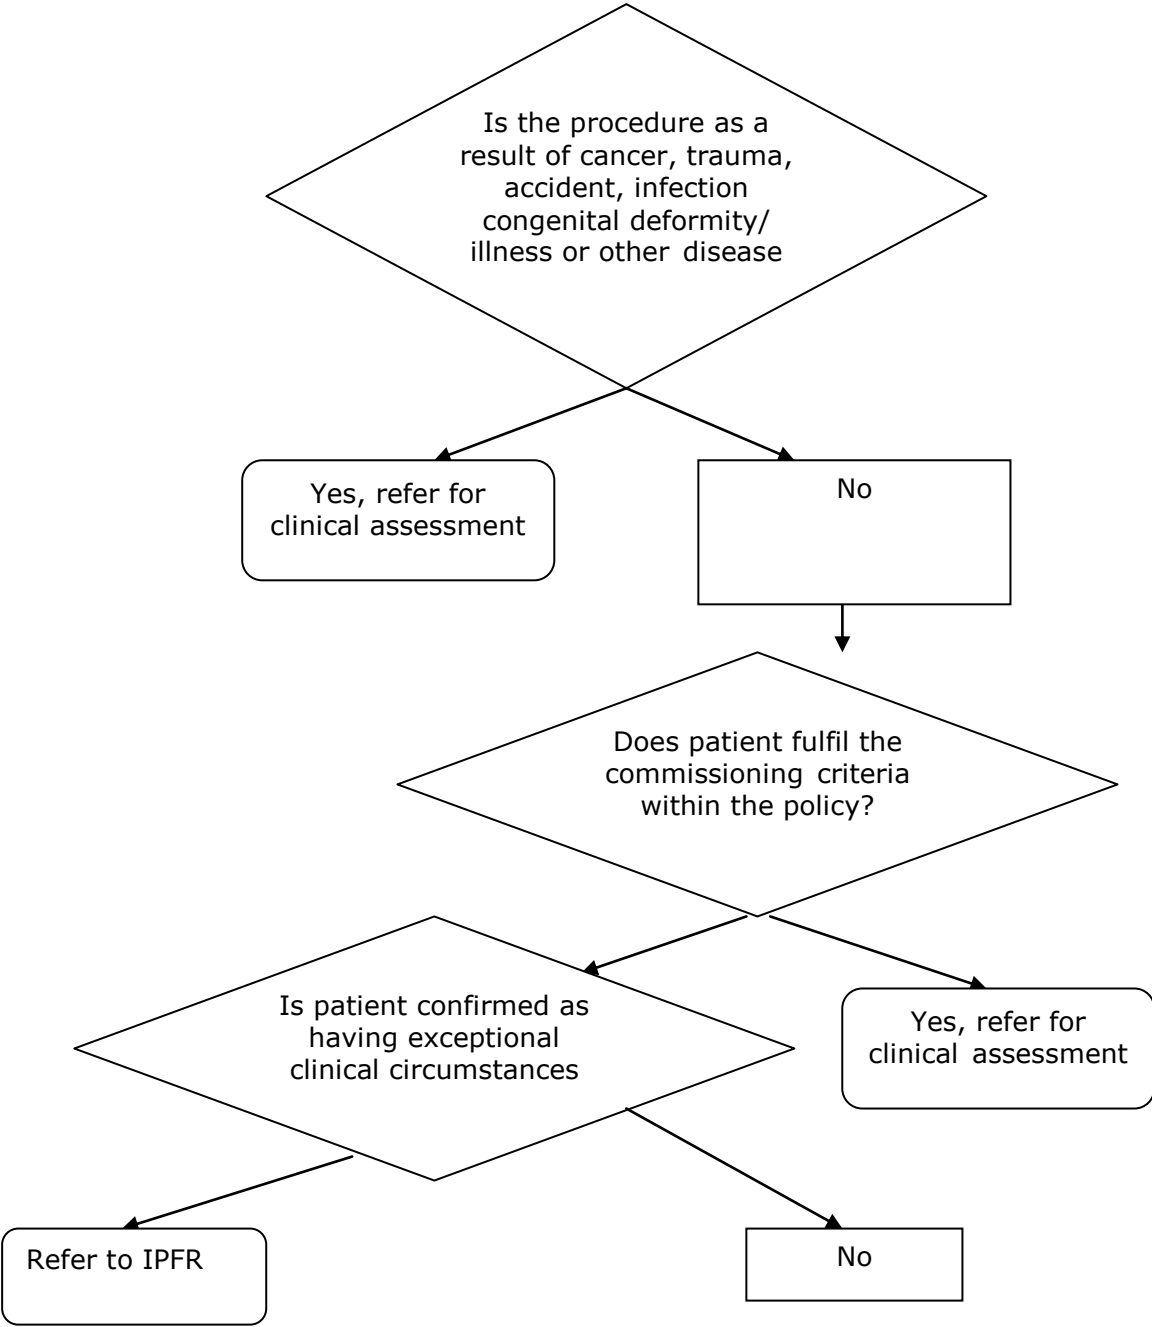 Is the procedure as a
result of cancer, trauma,
accident, infection
congenital deformity/
illness or other disease
Yes, refer for
clinical assessment
No
Does patient fulfil the
commissioning criteria
within the policy?
Is patient confirmed as
having exceptional
clinical circumstances
Yes, refer for
clinical assessment
Refer to IPFR
No